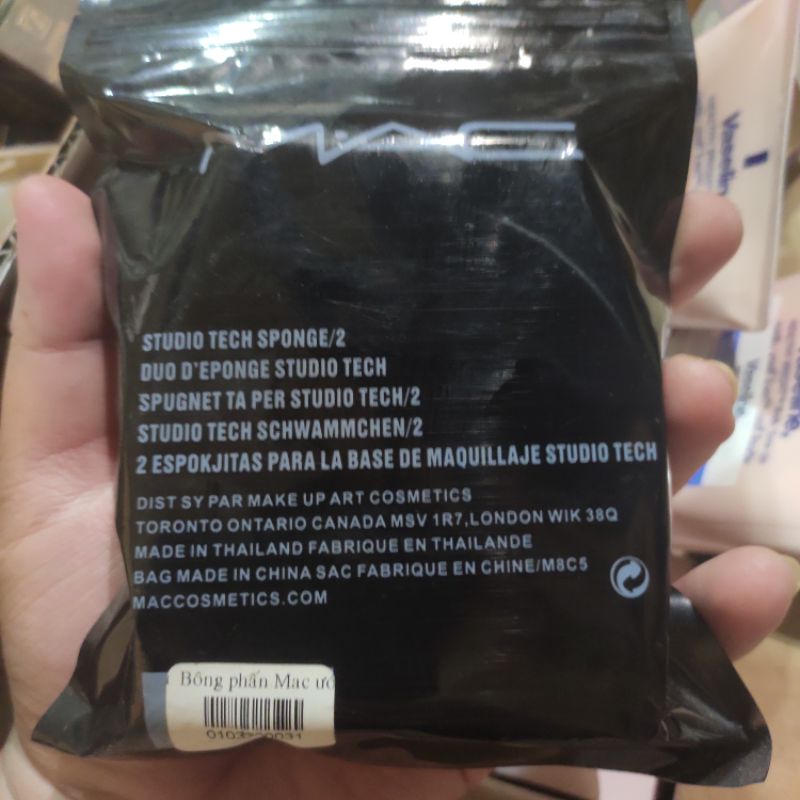 MAC
STUDIO TECH SPONGE/2
DUO D'EPONGE STUDIO TECH
SPUGNET TA PER STUDIO TECH/2
STUDIO TECH SCHWAMMCHEN/2
2 ESPOKJITAS PARA LA BASE DE MAQUILLAJE STUDIO TECH
DIST SY PAR MAKE UP ART COSMETICS
TORONTO ONTARIO CANADA MSV 1R7,LONDON WIK 38Q
MADE IN THAILAND FABRIQUE EN THAILANDE
BAG MADE IN CHINA SAC FABRIQUE EN CHINE/M8C5
MACCOSMETICS.COM
Bông phấn Mac ướ